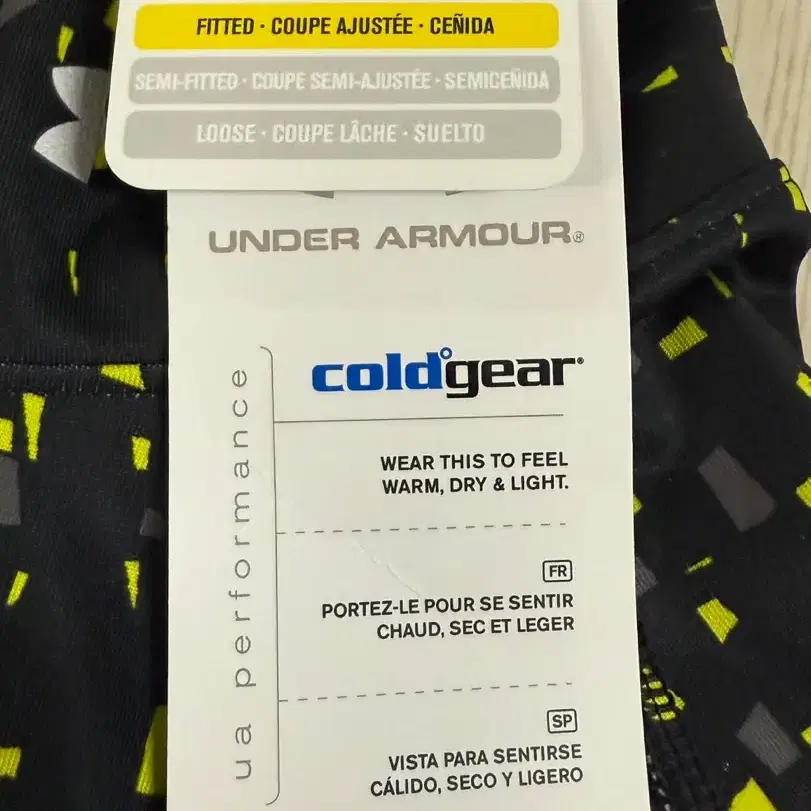 FITTED · COUPE AJUSTÉE · CEÑIDA
SEMI-FITTED · COUPE SEMI-AJUSTÉE · SEMICEÑIDA
LOOSE · COUPE LÂCHE · SUELTO
UNDER ARMOUR®
cold°gear®
WEAR THIS TO FEEL
WARM, DRY & LIGHT.
FR
PORTEZ-LE POUR SE SENTIR
CHAUD, SEC ET LEGER
SP
VISTA PARA SENTIRSE
CÁLIDO, SECO Y LIGERO
ua performance